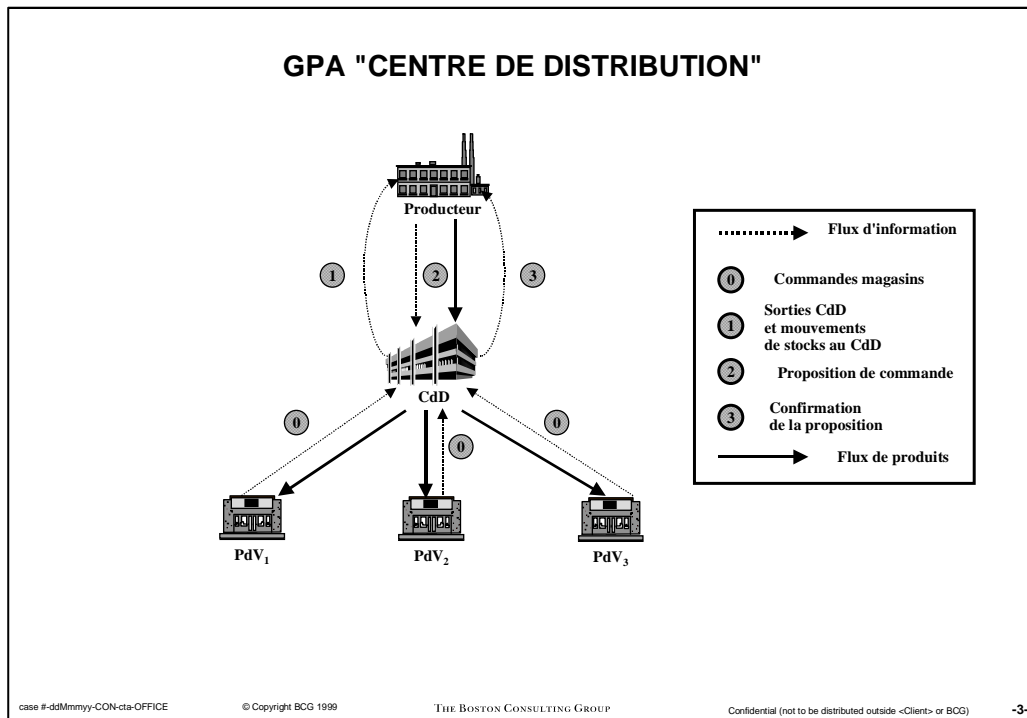 GPA "CENTRE DE DISTRIBUTION"
Producteur
1
2
3
CdD
0
0
0
PdV1
PdV2
PdV3
Flux d'information
0 Commandes magasins
1 Sorties CdD
et mouvements
de stocks au CdD
2 Proposition de commande
3 Confirmation
de la proposition
Flux de produits
case #-ddMmmyy-CON-cta-OFFICE
© Copyright BCG 1999
THE BOSTON CONSULTING GROUP
Confidential (not to be distributed outside <Client> or BCG)
-3-